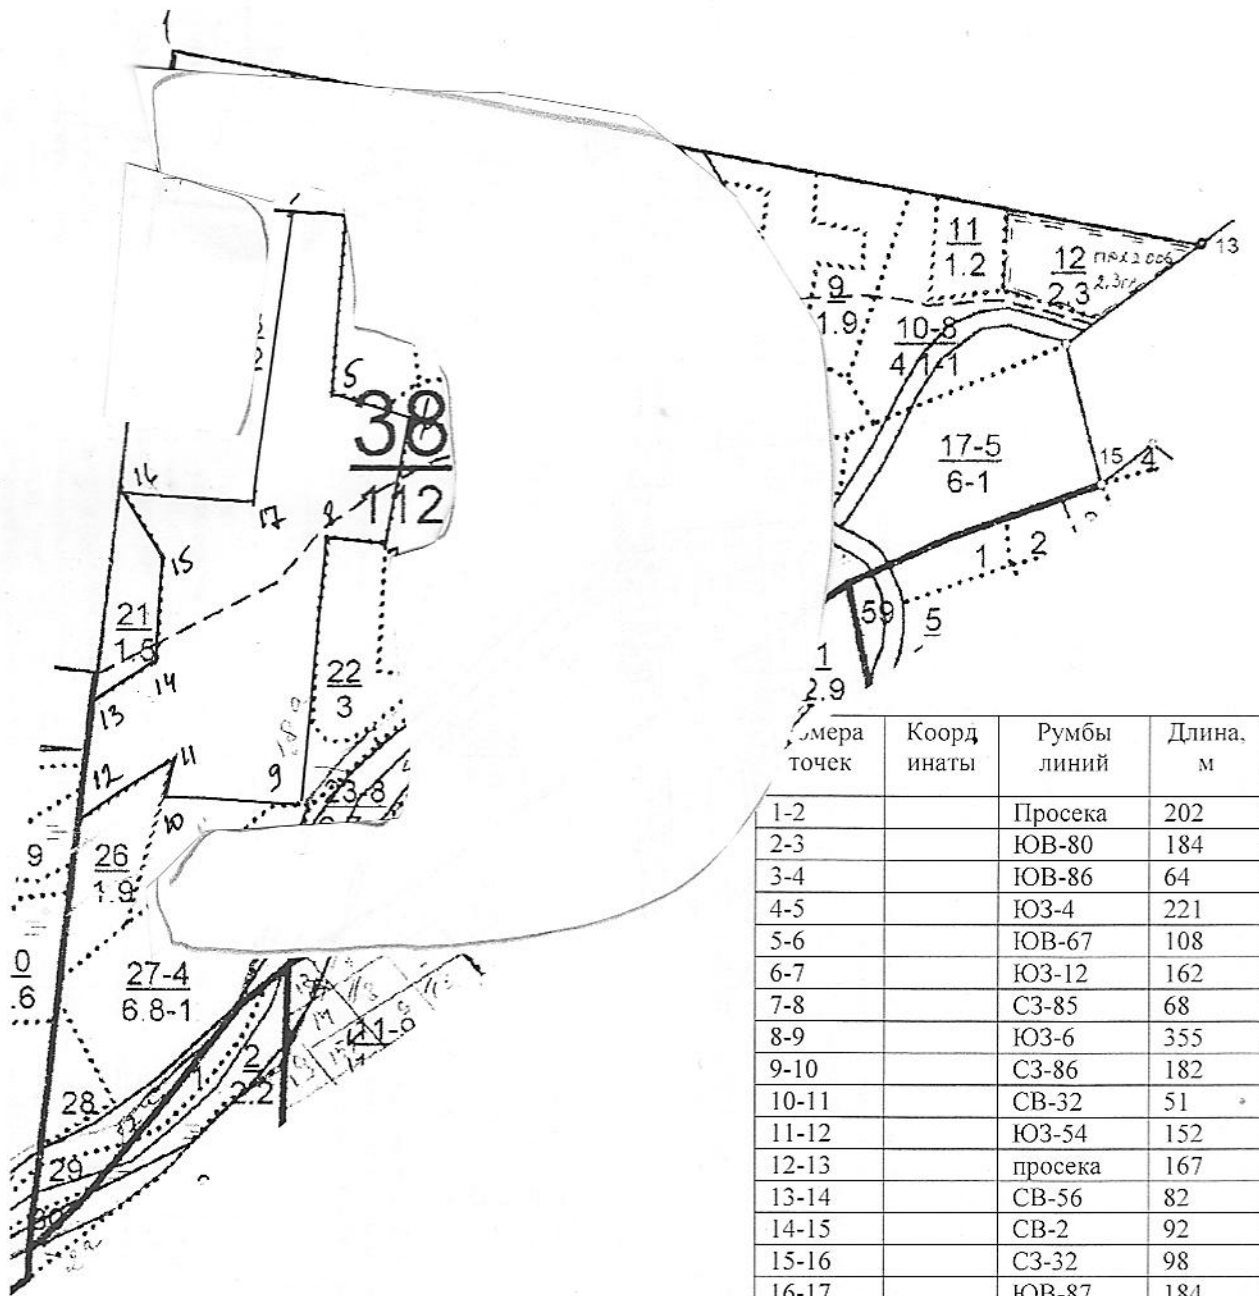 1
13
11
1.2
12
2,3
9
1.9
10-8
4.1-1
5
38
112
17-5
6-1
15
4
16
17
8
15
1
2
21
1.5
59
5
14
22
3
1
2.9
13
11
12
9
23-8
10
9
26
1.9
0
.6
27-4
6.8-1
2
2.2
28
29
омера точек | Коорд инаты | Румбы линий | Длина, м
1-2 | Просека | 202
2-3 | ЮВ-80 | 184
3-4 | ЮВ-86 | 64
4-5 | ЮЗ-4 | 221
5-6 | ЮВ-67 | 108
6-7 | ЮЗ-12 | 162
7-8 | СЗ-85 | 68
8-9 | ЮЗ-6 | 355
9-10 | СЗ-86 | 182
10-11 | СВ-32 | 51
11-12 | ЮЗ-54 | 152
12-13 | просека | 167
13-14 | СВ-56 | 82
14-15 | СВ-2 | 92
15-16 | СЗ-32 | 98
16-17 | ЮВ-87 | 184